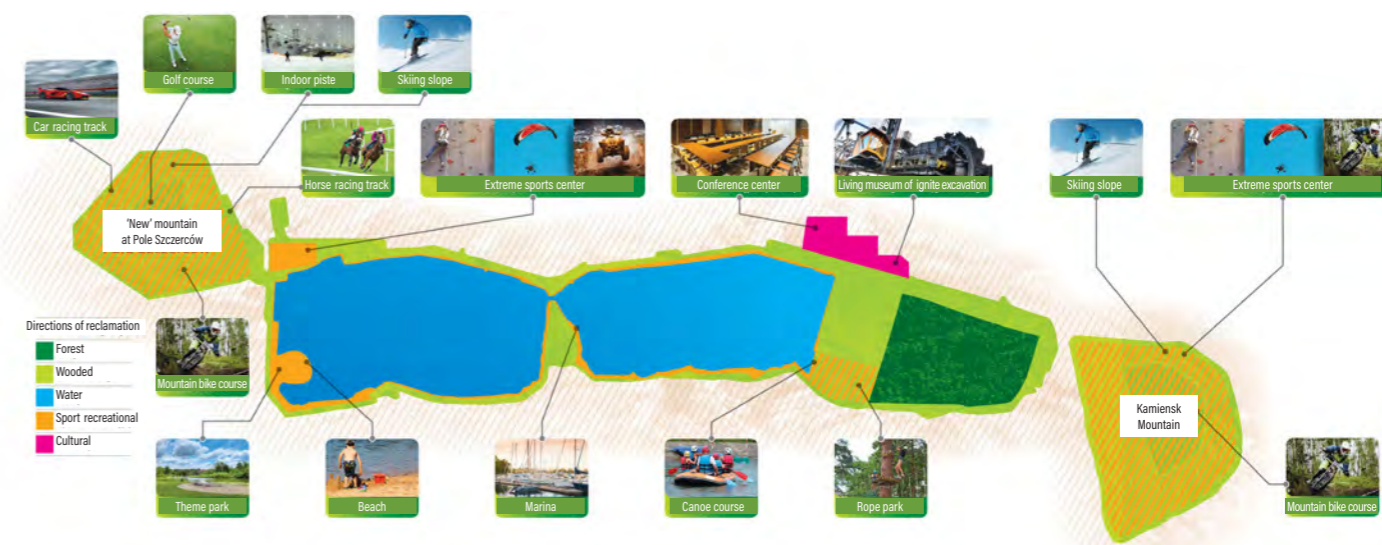 Golf course
Indoor piste
Skiing slope
Car racing track
Horse racing track
Extreme sports center
Conference center
Living museum of ignite excavation
Skiing slope
Extreme sports center
'New' mountain
at Pole Szczerców
Directions of reclamation
Forest
Wooded
Water
Sport recreational
Cultural
Mountain bike course
Kamiensk
Mountain
Theme park
Beach
Marina
Canoe course
Rope park
Mountain bike course